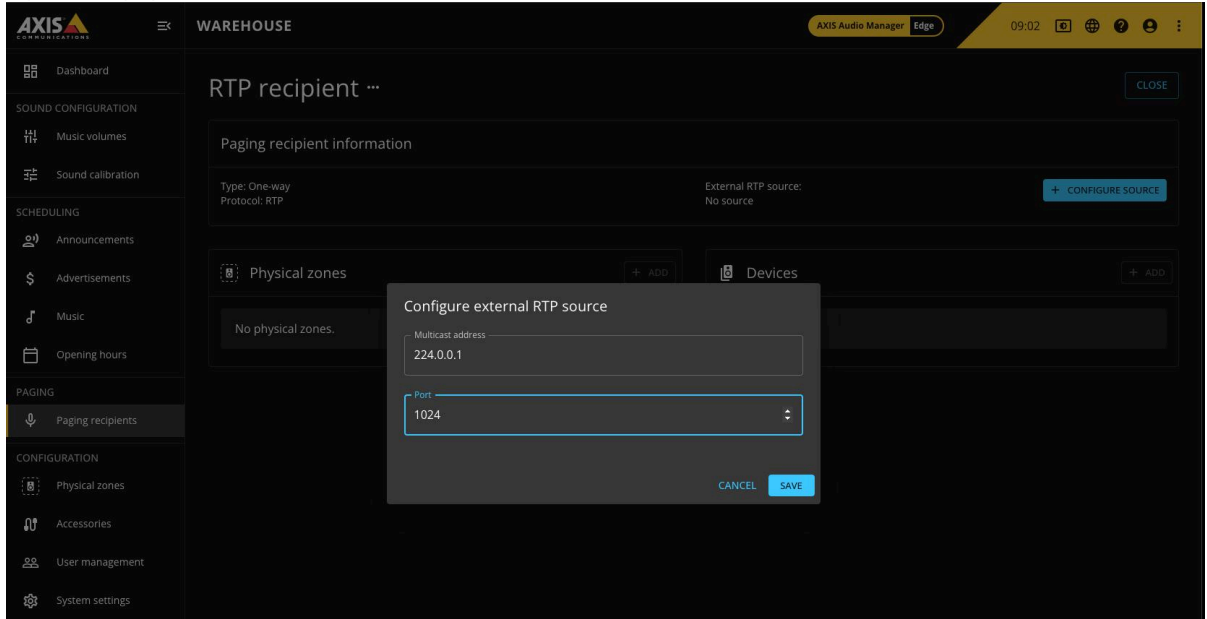 AXIS
COMMUNICATIONS
WAREHOUSE
AXIS Audio Manager Edge
09:02
Dashboard
SOUND CONFIGURATION
Music volumes
Sound calibration
SCHEDULING
Announcements
Advertisements
Music
Opening hours
PAGING
Paging recipients
CONFIGURATION
Physical zones
Accessories
User management
System settings
RTP recipient ···
CLOSE
Paging recipient information
Type: One-way
Protocol: RTP
External RTP source:
No source
+ CONFIGURE SOURCE
Physical zones
+ ADD
No physical zones.
Devices
+ ADD
Configure external RTP source
Multicast address
224.0.0.1
Port
1024
CANCEL
SAVE